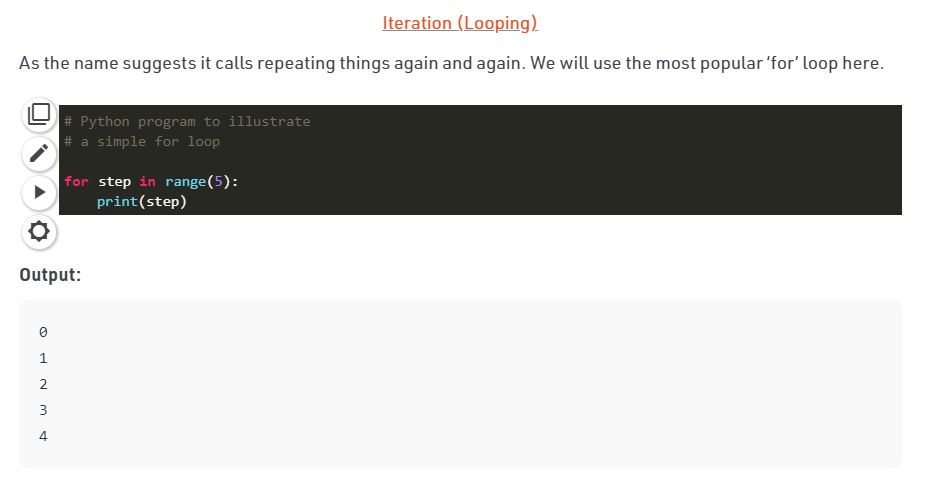 Iteration (Looping)
As the name suggests it calls repeating things again and again. We will use the most popular ‘for’ loop here.
# Python program to illustrate
# a simple for loop
for step in range(5):
    print(step)
Output:
0
1
2
3
4